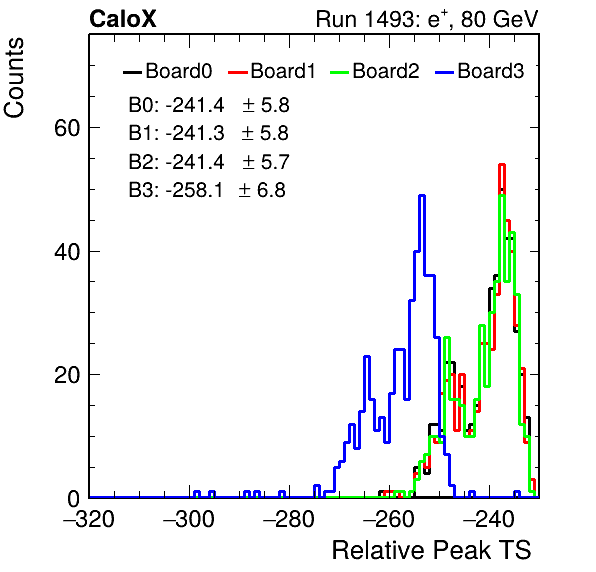 CaloX Run 1493: e⁺, 80 GeV
Counts
Board0 Board1 Board2 Board3
B0: -241.4 ± 5.8
B1: -241.3 ± 5.8
B2: -241.4 ± 5.7
B3: -258.1 ± 6.8
60
40
20
0
−320 −300 −280 −260 −240
Relative Peak TS